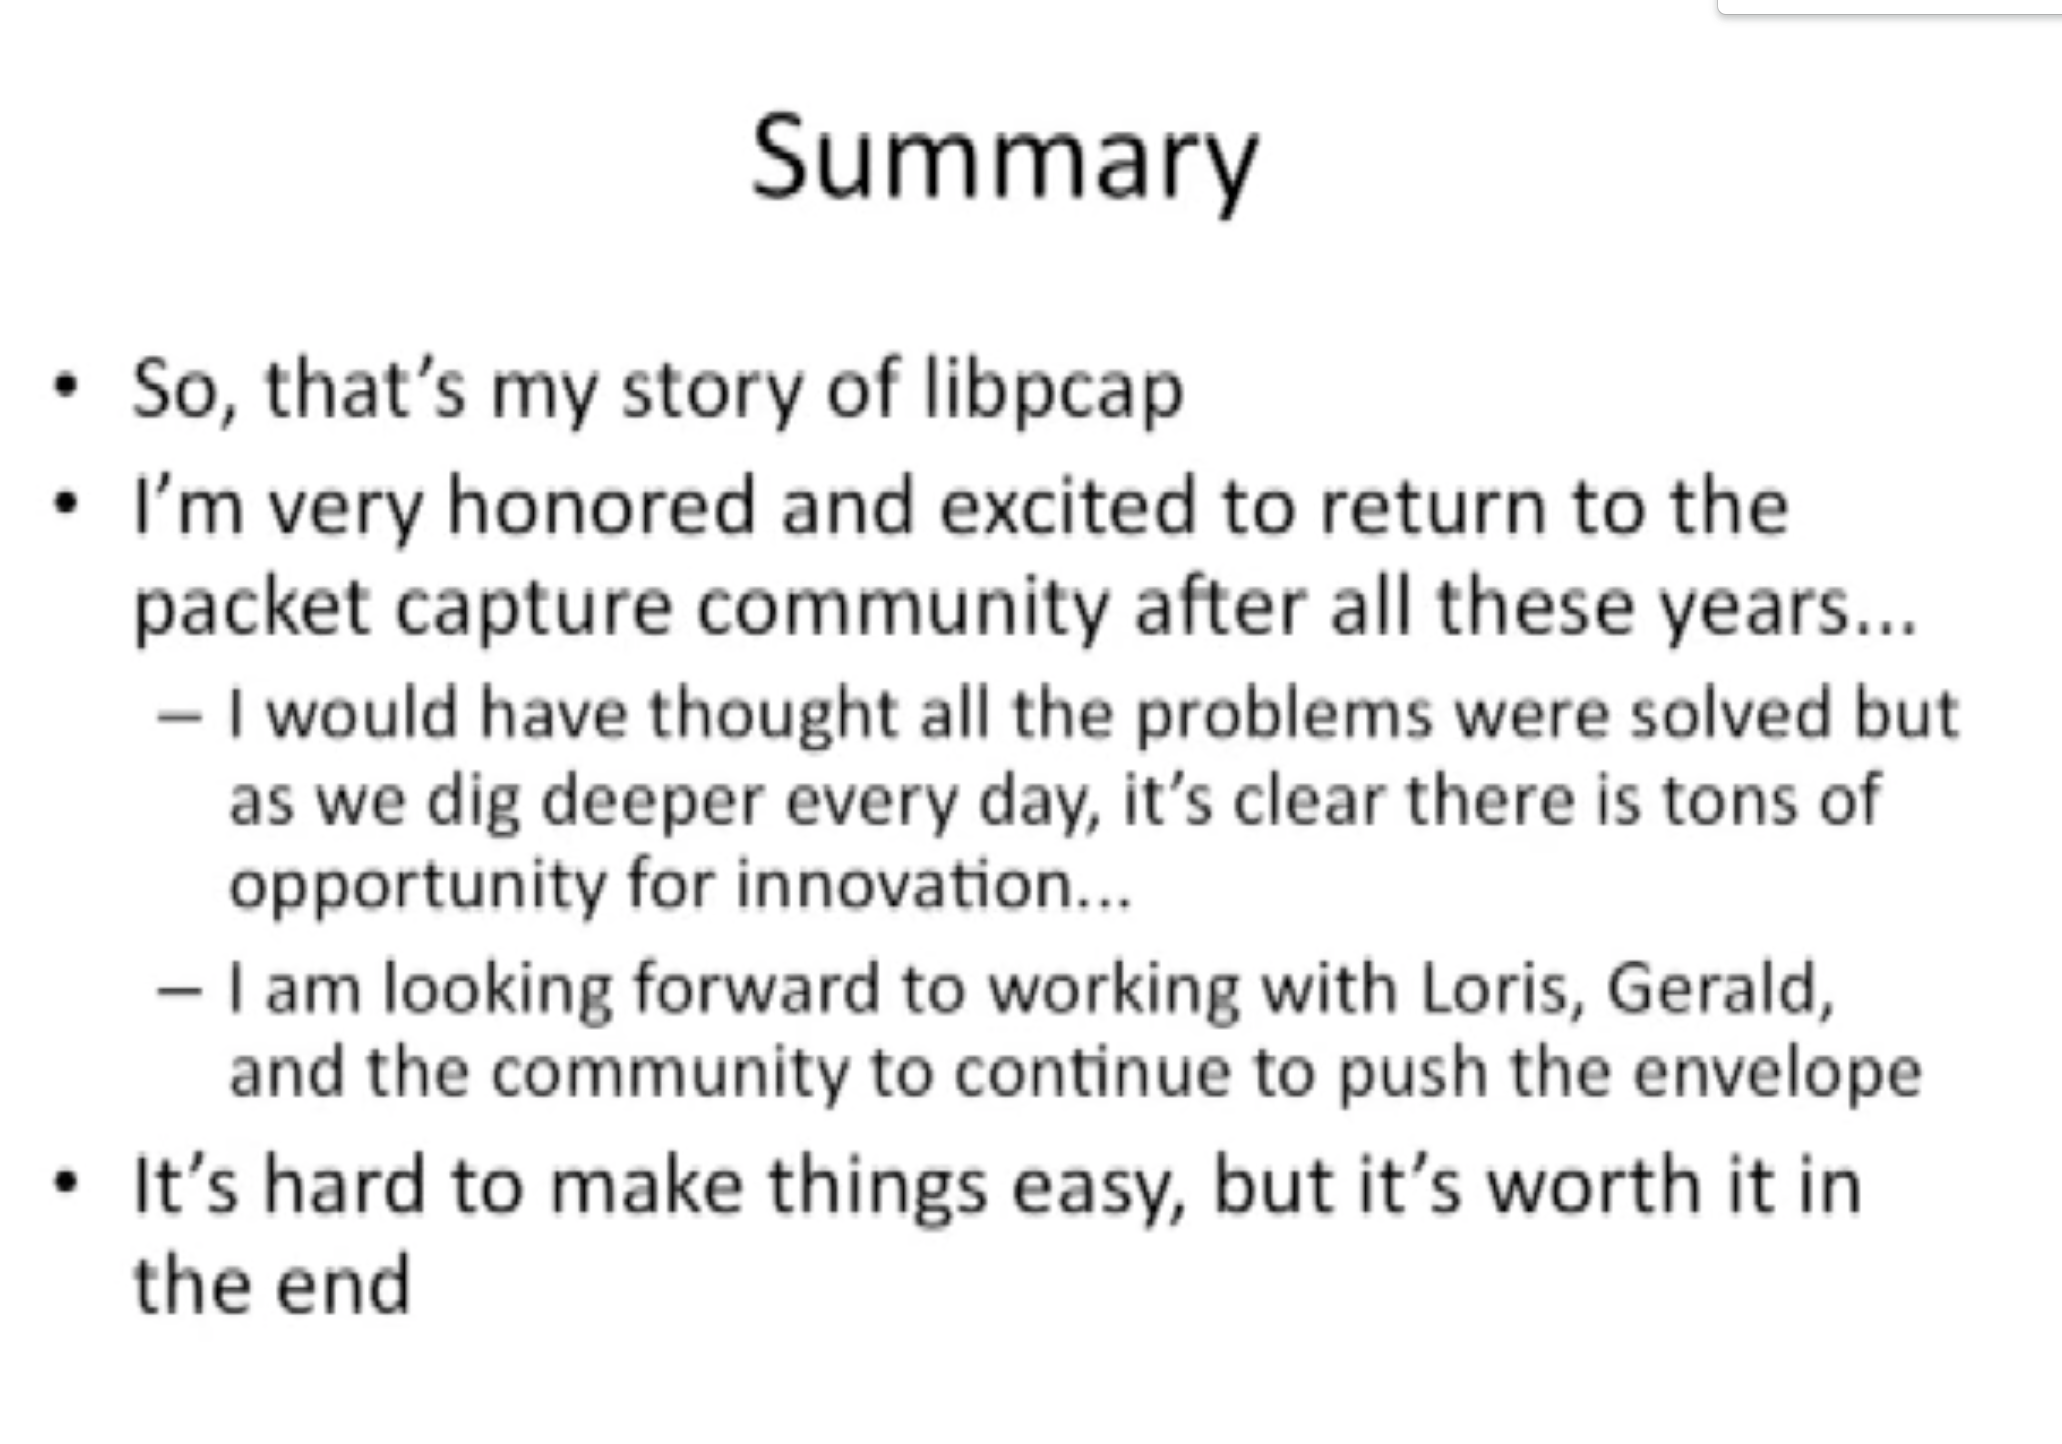 Summary
• So, that’s my story of libpcap
• I’m very honored and excited to return to the
packet capture community after all these years…
– I would have thought all the problems were solved but
as we dig deeper every day, it’s clear there is tons of
opportunity for innovation…
– I am looking forward to working with Loris, Gerald,
and the community to continue to push the envelope
• It’s hard to make things easy, but it’s worth it in
the end